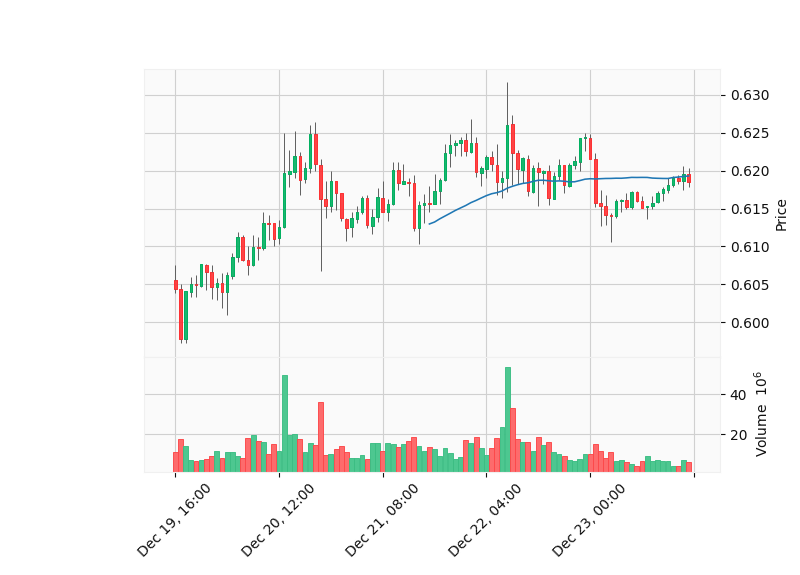 0.630
0.625
0.620
0.615
0.610
0.605
0.600
Price
40
20
Volume 10⁶
Dec 19, 16:00
Dec 20, 12:00
Dec 21, 08:00
Dec 22, 04:00
Dec 23, 00:00